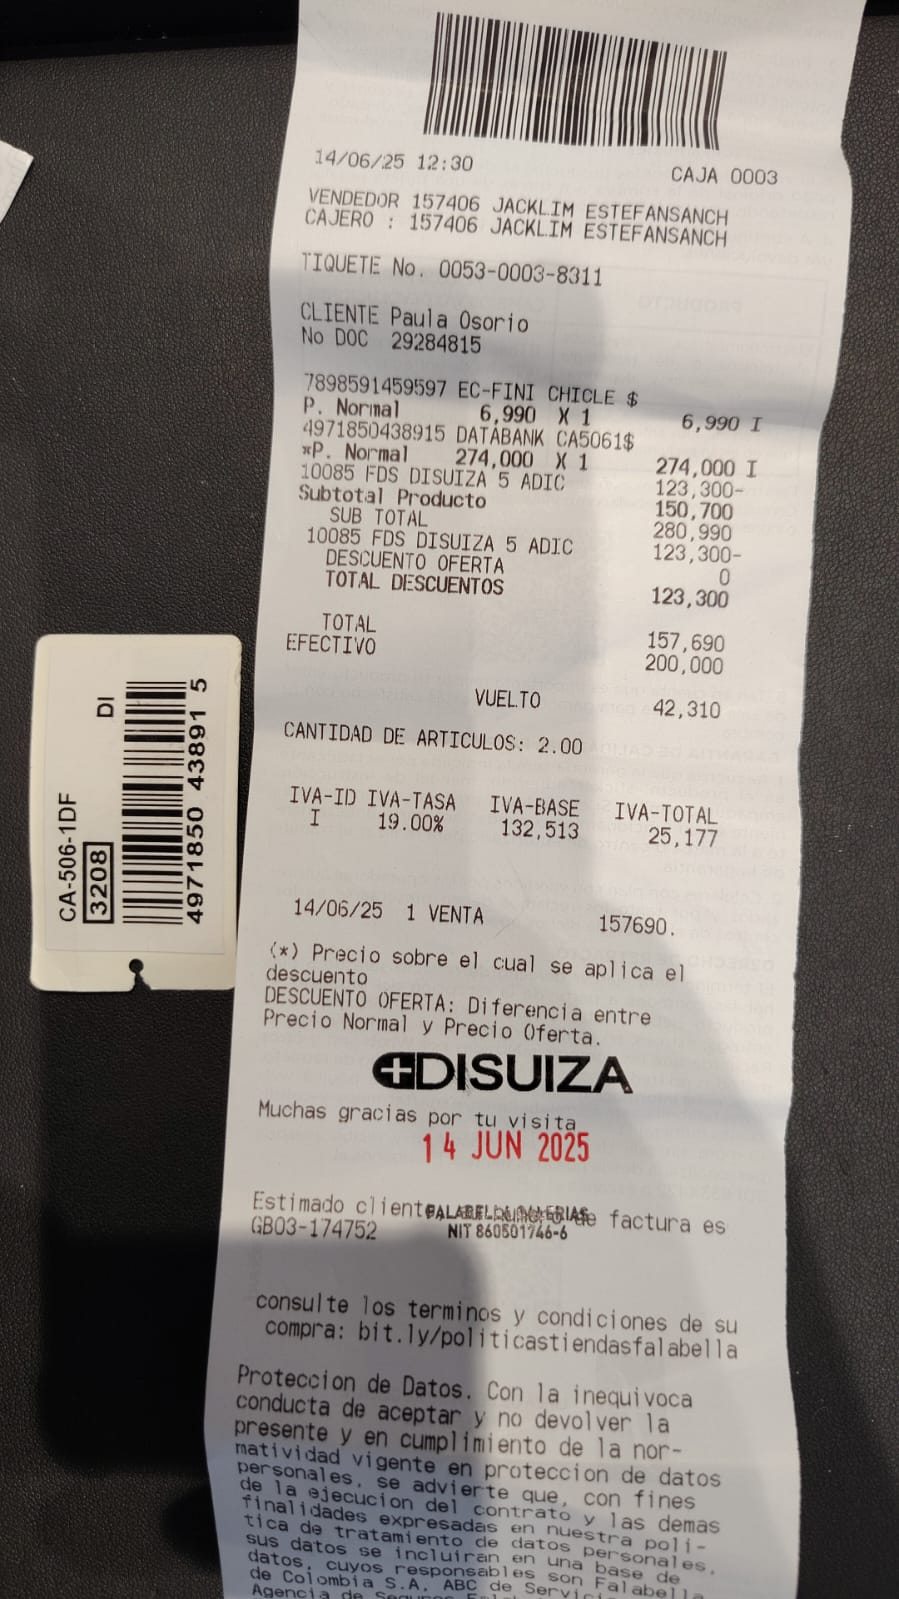 14/06/25 12:30 CAJA 0003
VENDEDOR 157406 JACKLIM ESTEFANSANCH
CAJERO : 157406 JACKLIM ESTEFANSANCH
TIQUETE No. 0053-0003-8311
CLIENTE Paula Osorio
No DOC 29284815
7898591459597 EC-FINI CHICLE $
P. Normal 6,990 X 1 6,990 I
4971850438915 DATABANK CA5061$
*P. Normal 274,000 X 1 274,000 I
10085 FDS DISUIZA 5 ADIC 123,300-
Subtotal Producto 150,700
SUB TOTAL 280,990
10085 FDS DISUIZA 5 ADIC 123,300-
DESCUENTO OFERTA 0
TOTAL DESCUENTOS 123,300
TOTAL 157,690
EFECTIVO 200,000
VUELTO 42,310
CANTIDAD DE ARTICULOS: 2.00
IVA-ID IVA-TASA IVA-BASE IVA-TOTAL
I 19.00% 132,513 25,177
14/06/25 1 VENTA 157690.
(*) Precio sobre el cual se aplica el
descuento
DESCUENTO OFERTA: Diferencia entre
Precio Normal y Precio Oferta.
DISUIZA
Muchas gracias por tu visita
14 JUN 2025
Estimado cliente de factura es
FALABELLA GALERIAS
GB03-174752
NIT 860501746-6
consulte los terminos y condiciones de su
compra: bit.ly/politicastiendasfalabella
Proteccion de Datos. Con la inequivoca
conducta de aceptar y no devolver la
presente y en cumplimiento de la nor-
matividad vigente en proteccion de datos
personales, se advierte que, con fines
de la ejecucion del contrato y las demas
finalidades expresadas en nuestra poli-
tica de tratamiento de datos personales,
sus datos se incluiran en una base de
datos, cuyos responsables son Falabella
de Colombia S.A. ABC de Servici
Agencia de Seguros
CA-506-1DF DI
3208
4971850 43891 5